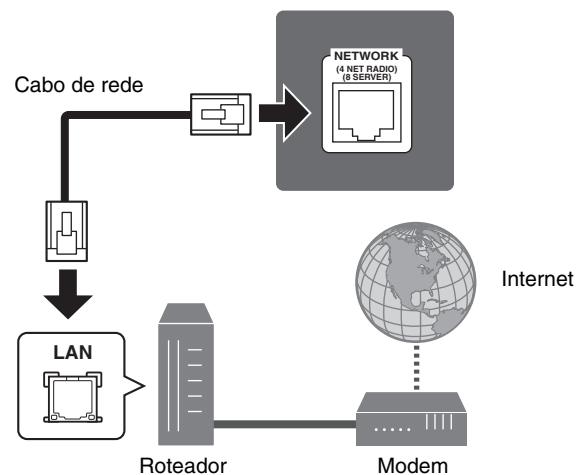 NETWORK
(4 NET RADIO)
(8 SERVER)
Cabo de rede
Internet
LAN
Roteador
Modem